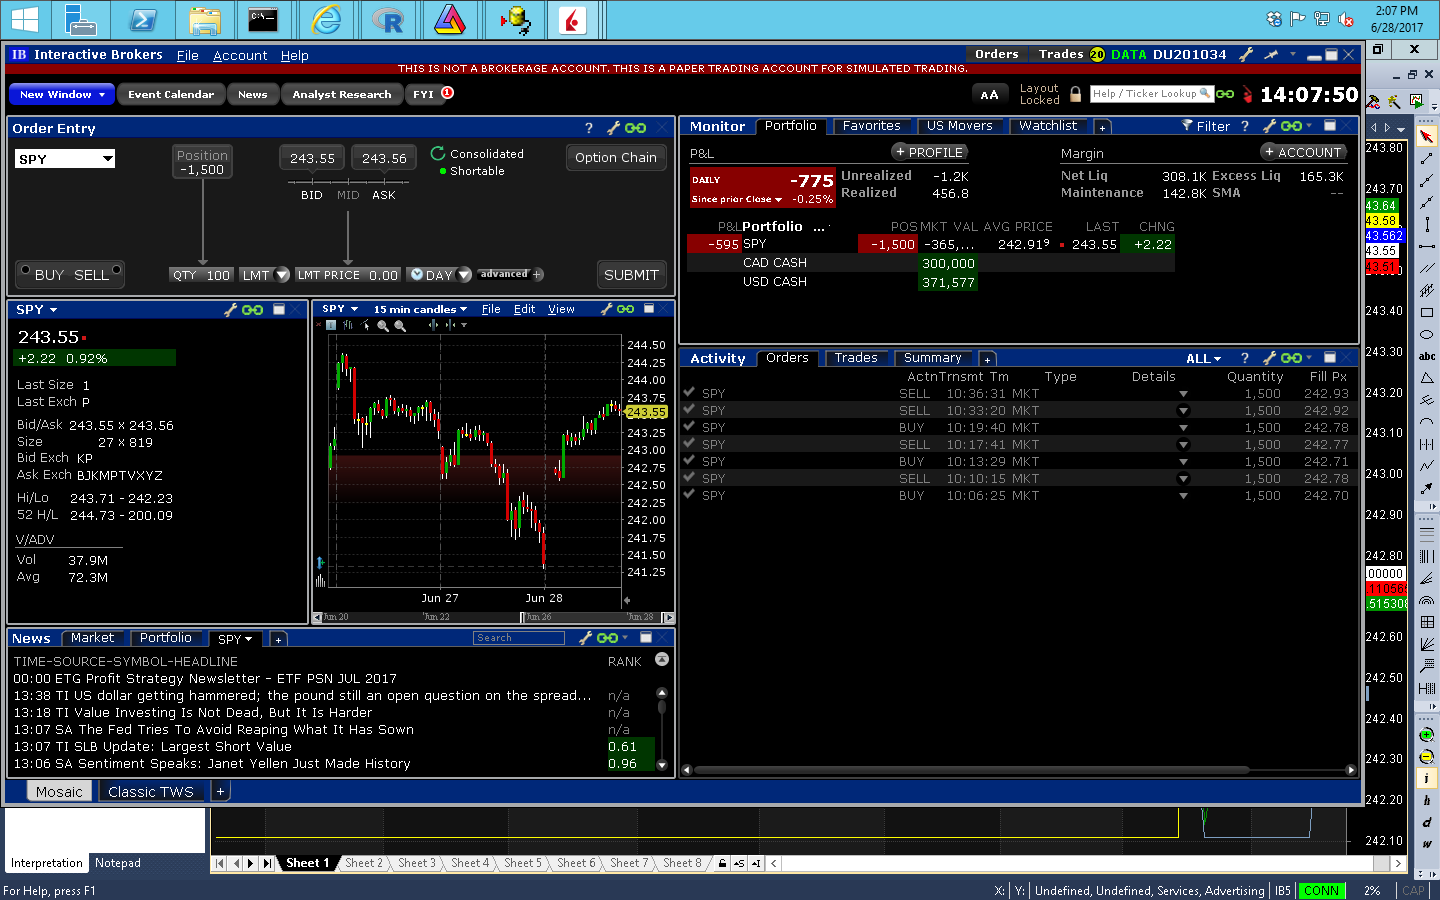 2:07 PM
6/28/2017
IB Interactive Brokers File Account Help
Orders Trades 20 DATA DU201034
THIS IS NOT A BROKERAGE ACCOUNT. THIS IS A PAPER TRADING ACCOUNT FOR SIMULATED TRADING.
New Window Event Calendar News Analyst Research FYI 1
AA Layout Locked Help / Ticker Lookup 14:07:50
Order Entry ?
SPY
Position
-1,500
243.55 243.56
BID MID ASK
Consolidated
Shortable
Option Chain
BUY SELL QTY 100 LMT LMT PRICE 0.00 DAY advanced + SUBMIT
Monitor Portfolio Favorites US Movers Watchlist + Filter ?
P&L + PROFILE Margin + ACCOUNT
DAILY -775
Since prior Close -0.25%
Unrealized -1.2K
Realized 456.8
Net Liq 308.1K Excess Liq 165.3K
Maintenance 142.8K SMA --
P&L Portfolio ... POS MKT VAL AVG PRICE LAST CHNG
-595 SPY -1,500 -365,... 242.919 243.55 +2.22
CAD CASH 300,000
USD CASH 371,577
SPY
243.55
+2.22 0.92%
Last Size 1
Last Exch P
Bid/Ask 243.55 x 243.56
Size 27 x 819
Bid Exch KP
Ask Exch BJKMPTVXYZ
Hi/Lo 243.71 - 242.23
52 H/L 244.73 - 200.09
V/ADV
Vol 37.9M
Avg 72.3M
SPY 15 min candles File Edit View
244.50
244.25
244.00
243.75
243.55
243.25
243.00
242.75
242.50
242.25
242.00
241.75
241.50
241.25
Jun 27 Jun 28
Jun 20 Jun 22 Jun 26 Jun 28
Activity Orders Trades Summary + ALL ?
Actn Trnsmt Tm Type Details Quantity Fill Px
SPY SELL 10:36:31 MKT 1,500 242.93
SPY SELL 10:33:20 MKT 1,500 242.92
SPY BUY 10:19:40 MKT 1,500 242.78
SPY SELL 10:17:41 MKT 1,500 242.77
SPY BUY 10:13:29 MKT 1,500 242.71
SPY SELL 10:10:15 MKT 1,500 242.78
SPY BUY 10:06:25 MKT 1,500 242.70
News Market Portfolio SPY + Search
TIME-SOURCE-SYMBOL-HEADLINE RANK
00:00 ETG Profit Strategy Newsletter - ETF PSN JUL 2017
13:38 TI US dollar getting hammered; the pound still an open question on the spread... n/a
13:18 TI Value Investing Is Not Dead, But It Is Harder n/a
13:07 SA The Fed Tries To Avoid Reaping What It Has Sown n/a
13:07 TI SLB Update: Largest Short Value 0.61
13:06 SA Sentiment Speaks: Janet Yellen Just Made History 0.96
Mosaic Classic TWS +
243.80
243.70
43.64
43.58
43.562
43.55
43.51
243.40
243.30
243.20
243.10
243.00
242.90
242.80
.00000
.11056
.515308
242.60
242.50
242.40
242.30
242.20
242.10
abc
i
h
d
w
Interpretation Notepad
Sheet 1 Sheet 2 Sheet 3 Sheet 4 Sheet 5 Sheet 6 Sheet 7 Sheet 8
For Help, press F1
X: Y: Undefined, Undefined, Services, Advertising IB5 CONN 2% CAP